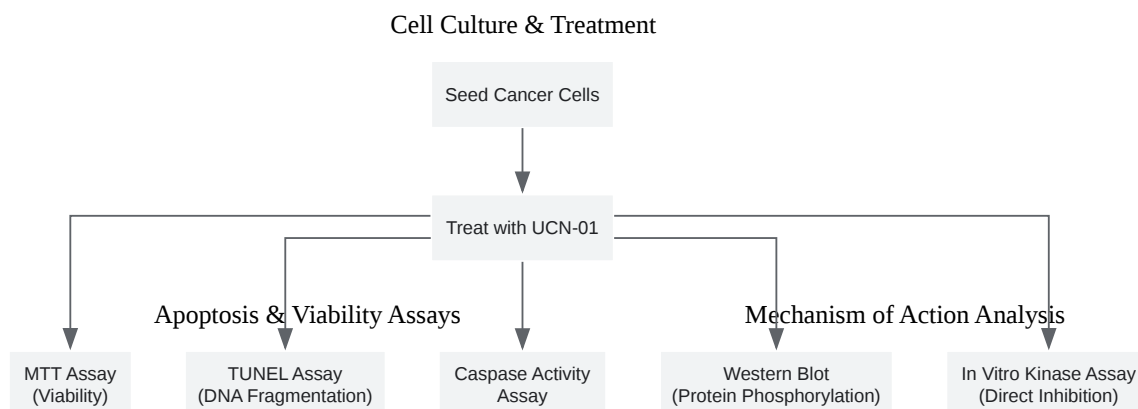 Cell Culture & Treatment
Seed Cancer Cells
Treat with UCN-01
Apoptosis & Viability Assays
Mechanism of Action Analysis
MTT Assay
(Viability)
TUNEL Assay
(DNA Fragmentation)
Caspase Activity
Assay
Western Blot
(Protein Phosphorylation)
In Vitro Kinase Assay
(Direct Inhibition)